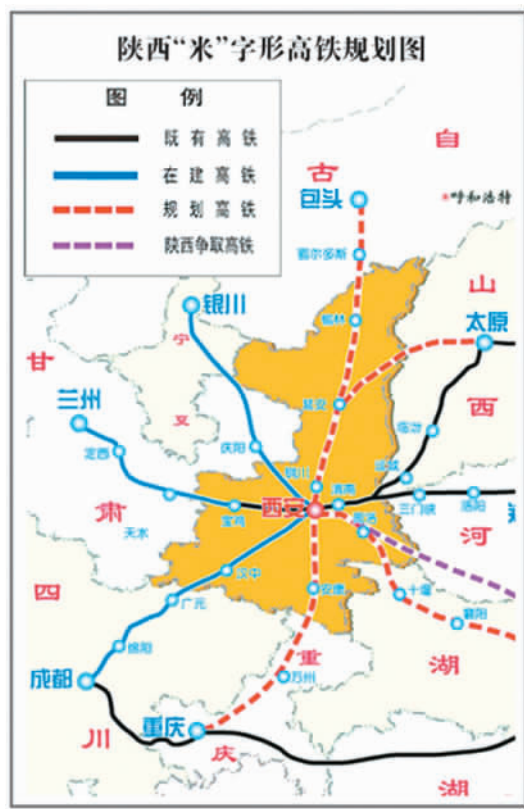 陕西“米”字形高铁规划图
图 例
既有高铁
在建高铁
规划高铁
陕西争取高铁
自
古
包头
呼和浩特
鄂尔多斯
山
银川
榆林
太原
宁
甘
夏
兰州
延安
西
临汾
定西
庆阳
铜川
运城
肃
宝鸡
西安
渭南
三门峡
洛阳
天水
商洛
河
四
汉中
安康
十堰
广元
襄阳
绵阳
重
湖
成都
万州
重庆
川
庆
湖